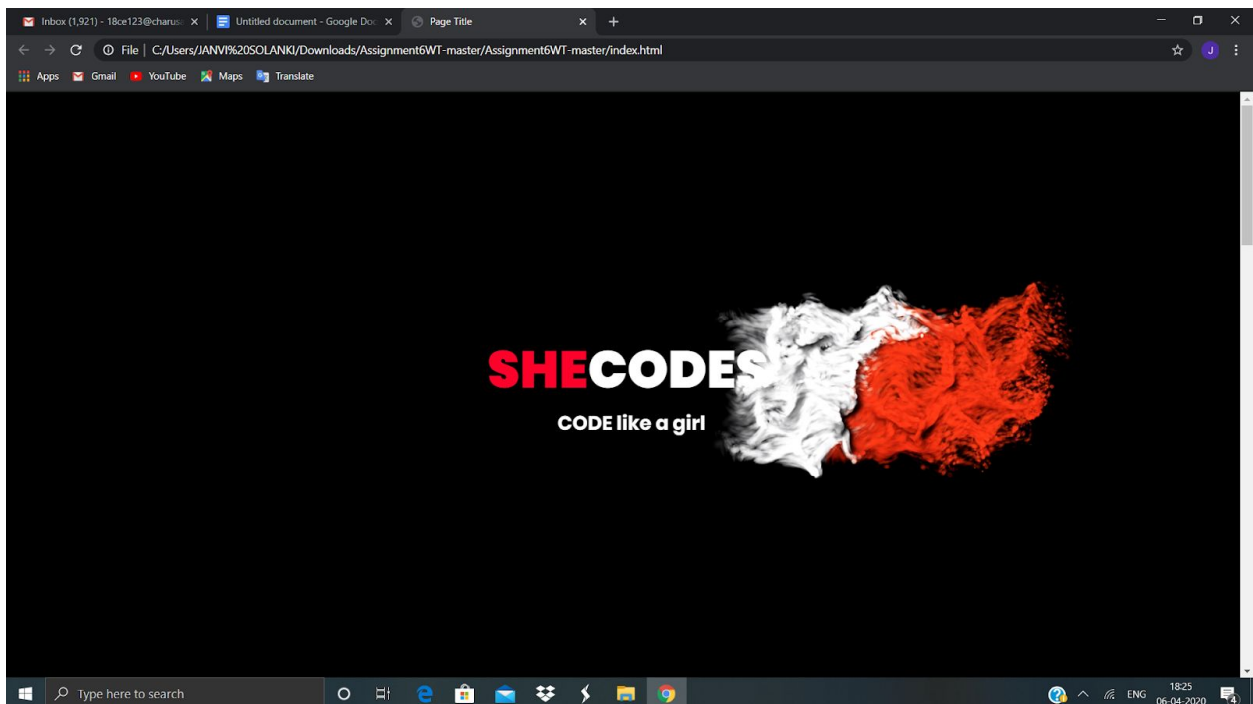 Inbox (1,921) - 18ce123@charus
Untitled document - Google Doc
Page Title
File | C:/Users/JANVI%20SOLANKI/Downloads/Assignment6WT-master/Assignment6WT-master/index.html
J
Apps
Gmail
YouTube
Maps
Translate
SHECODES
CODE like a girl
Type here to search
ENG
18:25
06-04-2020
4